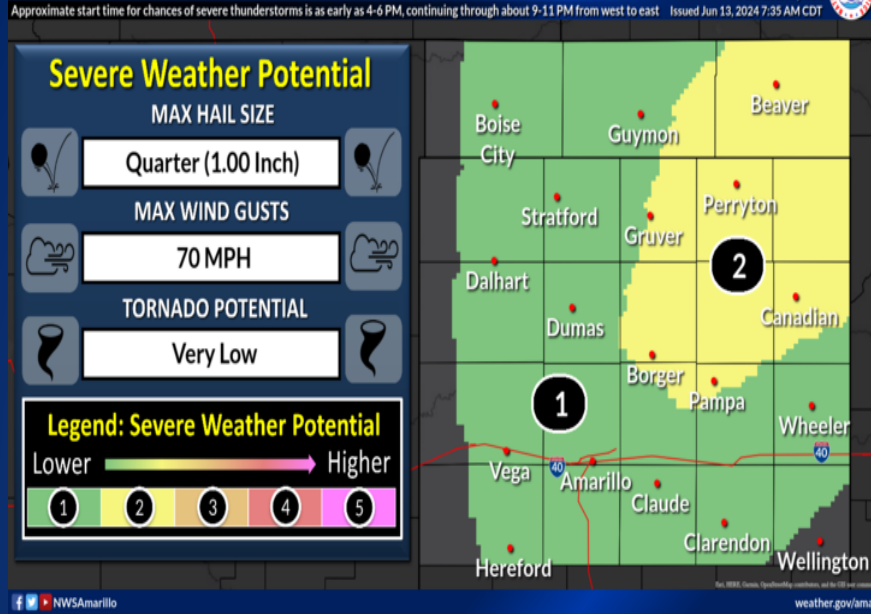 Approximate start time for chances of severe thunderstorms is as early as 4-6 PM, continuing through about 9-11 PM from west to east Issued Jun 13, 2024 7:35 AM CDT
Severe Weather Potential
MAX HAIL SIZE
Quarter (1.00 Inch)
MAX WIND GUSTS
70 MPH
TORNADO POTENTIAL
Very Low
Legend: Severe Weather Potential
Lower
Higher
1
2
3
4
5
Beaver
Boise
City
Guymon
Stratford
Perryton
Gruver
2
Dalhart
Canadian
Dumas
Borger
Pampa
1
Wheeler
40
Vega
40
Amarillo
Claude
Clarendon
Wellington
Hereford
NWSAmarillo
weather.gov/ama